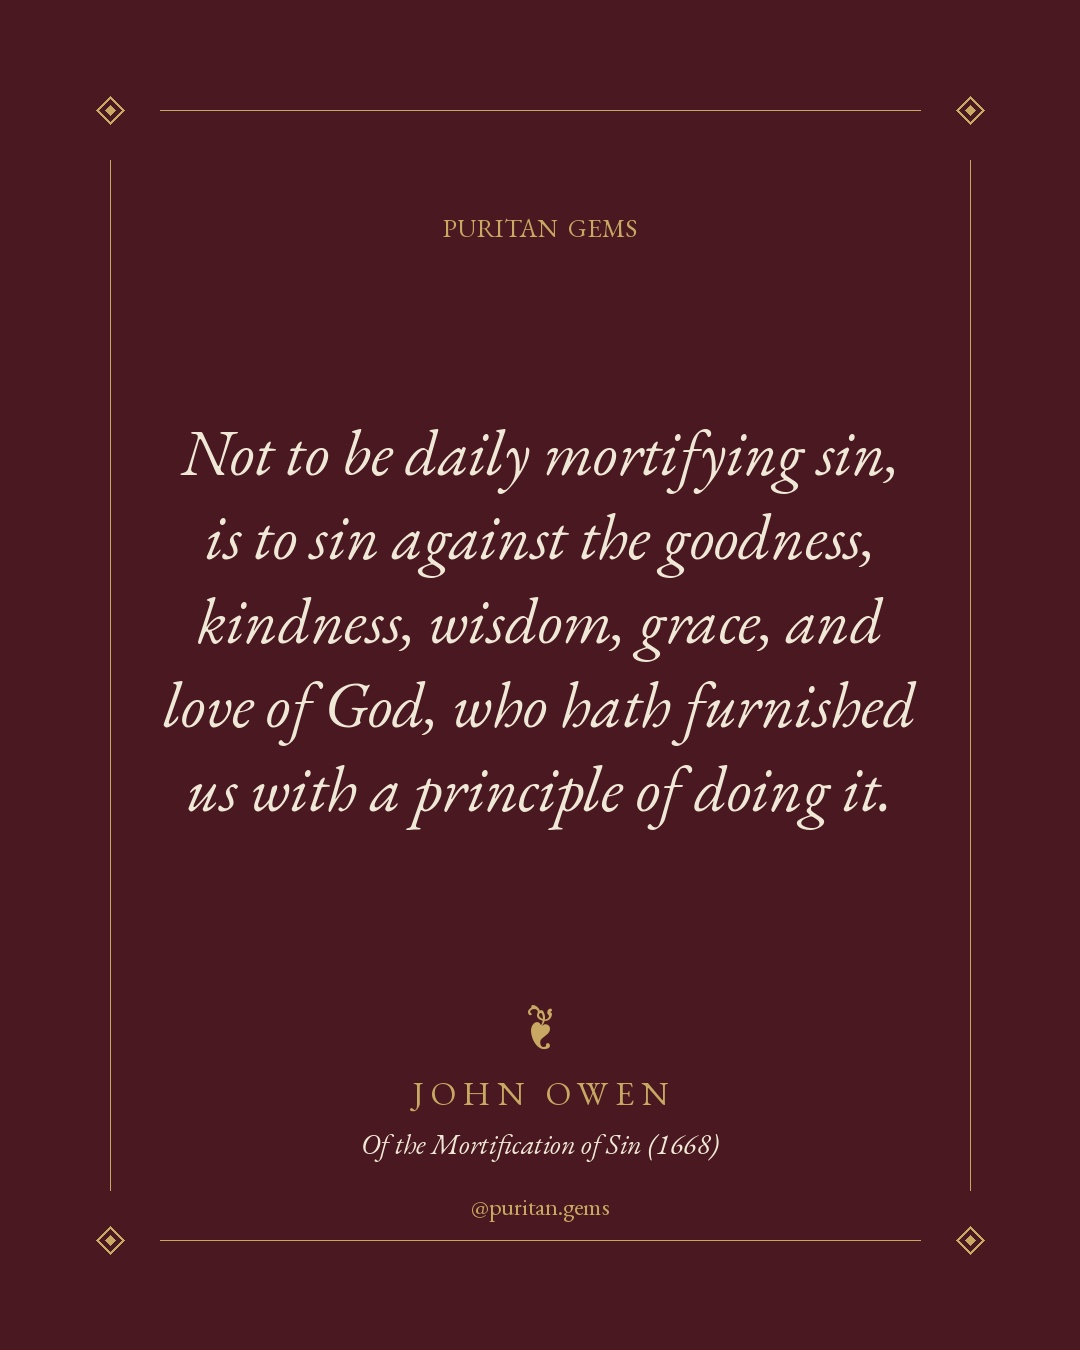 PURITAN GEMS
Not to be daily mortifying sin,
is to sin against the goodness,
kindness, wisdom, grace, and
love of God, who hath furnished
us with a principle of doing it.
JOHN OWEN
Of the Mortification of Sin (1668)
@puritan.gems